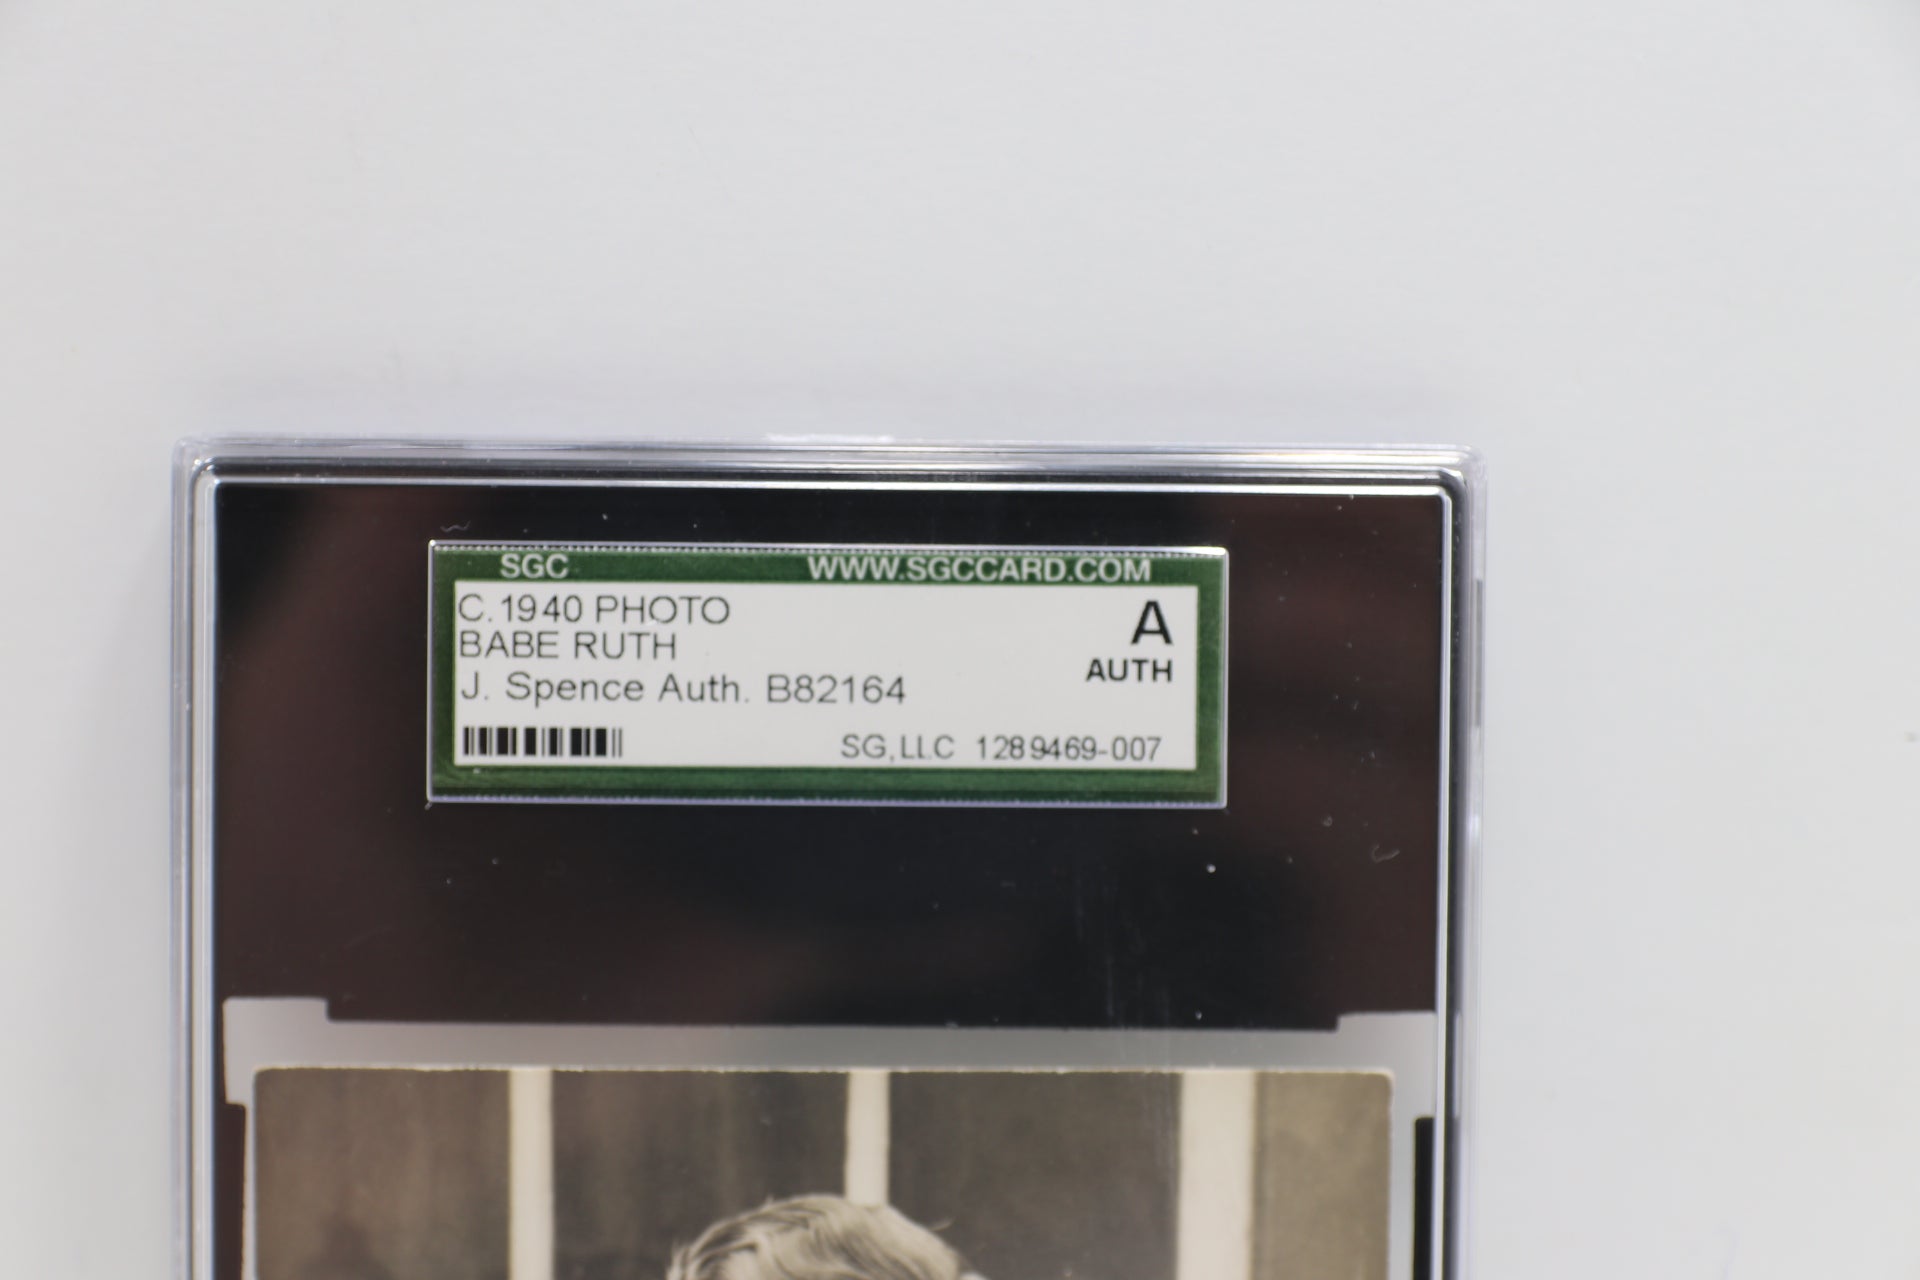 SGC WWW.SGCCARD.COM
C.1940 PHOTO
BABE RUTH
J. Spence Auth. B82164
A
AUTH
SG,LLC 1289469-007